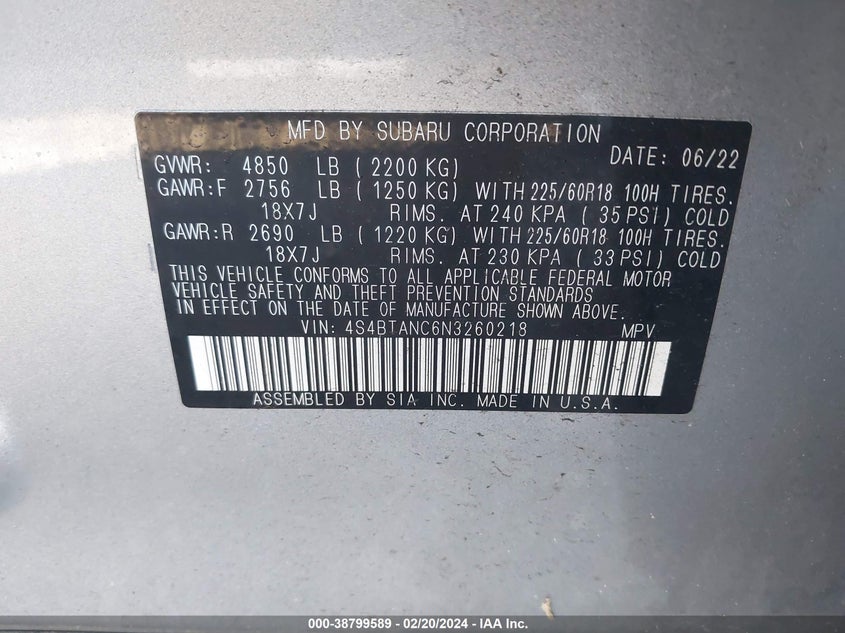 MFD BY SUBARU CORPORATION
DATE: 06/22
GVWR: 4850 LB ( 2200 KG)
GAWR:F 2756 LB ( 1250 KG) WITH 225/60R18 100H TIRES.
18X7J RIMS. AT 240 KPA ( 35 PSI) COLD
GAWR:R 2690 LB ( 1220 KG) WITH 225/60R18 100H TIRES.
18X7J RIMS. AT 230 KPA ( 33 PSI) COLD
THIS VEHICLE CONFORMS TO ALL APPLICABLE FEDERAL MOTOR
VEHICLE SAFETY AND THEFT PREVENTION STANDARDS
IN EFFECT ON THE DATE OF MANUFACTURE SHOWN ABOVE.
VIN: 4S4BTANC6N3260218 MPV
ASSEMBLED BY SIA INC. MADE IN U.S.A.
000-38799589 - 02/20/2024 - IAA Inc.